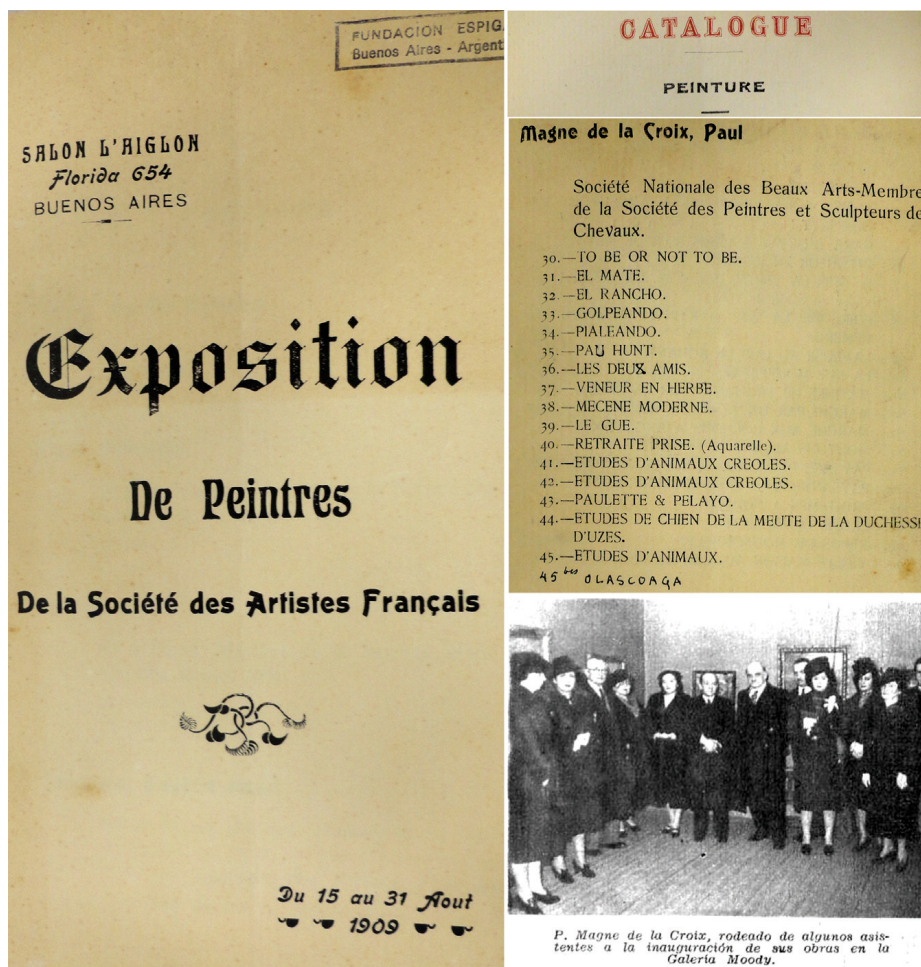 FUNDACION ESPIG
Buenos Aires - Argent
SALON L'AIGLON
Florida 654
BUENOS AIRES
Exposition
De Peintres
De la Société des Artistes Français
Du 15 au 31 Aout
1909
CATALOGUE
PEINTURE
Magne de la Croix, Paul
Société Nationale des Beaux Arts-Membre
de la Société des Peintres et Sculpteurs de
Chevaux.
30.—TO BE OR NOT TO BE.
31.—EL MATE.
32.—EL RANCHO.
33.—GOLPEANDO.
34.—PIALEANDO.
35.—PAU HUNT.
36.—LES DEUX AMIS.
37.—VENEUR EN HERBE.
38.—MECENE MODERNE.
39.—LE GUE.
40.—RETRAITE PRISE. (Aquarelle).
41.—ETUDES D'ANIMAUX CREOLES.
42.—ETUDES D'ANIMAUX CREOLES.
43.—PAULETTE & PELAYO.
44.—ETUDES DE CHIEN DE LA MEUTE DE LA DUCHESSE
D'UZES.
45.—ETUDES D'ANIMAUX.
45 bis OLASCOAGA
P. Magne de la Croix, rodeado de algunos asis-
tentes a la inauguración de sus obras en la
Galería Moody.